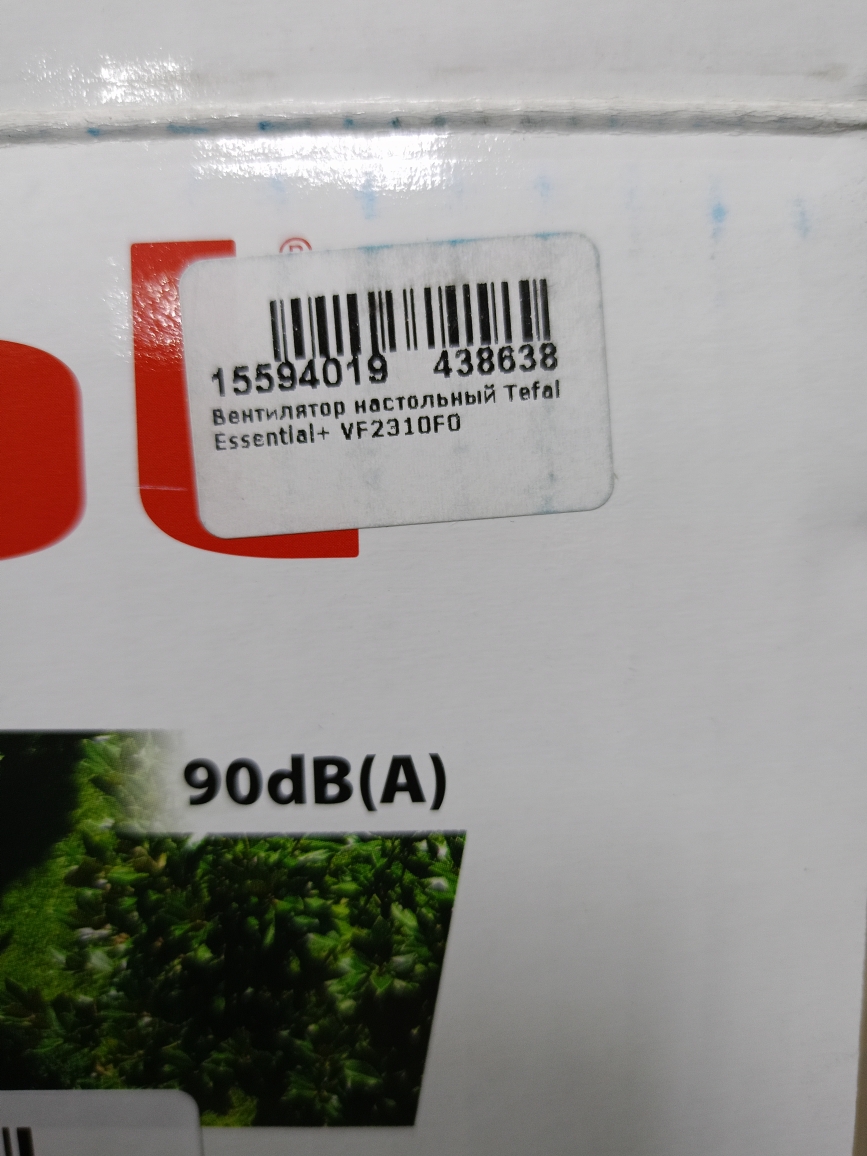 ®
15594019 438638
Вентилятор настольный Tefal
Essential+ VF2310F0
90dB(A)